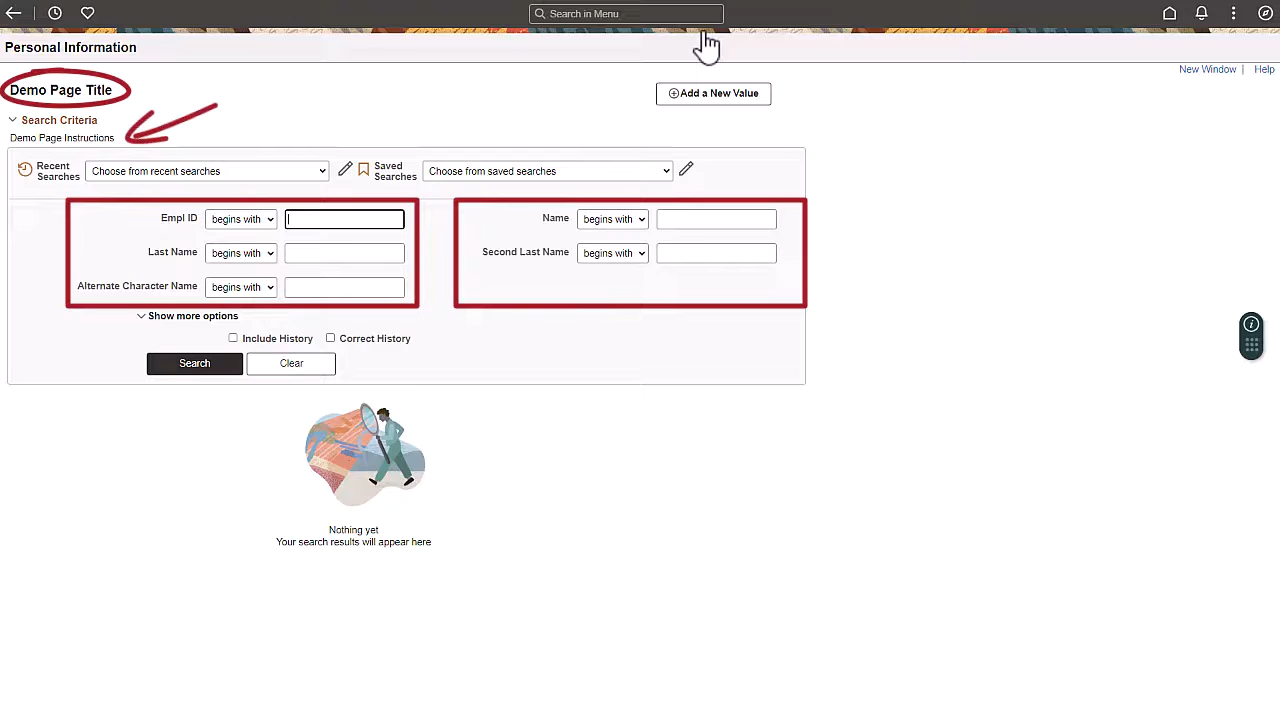 Search in Menu
Personal Information
New Window | Help
Demo Page Title
Add a New Value
Search Criteria
Demo Page Instructions
Recent
Searches
Choose from recent searches
Saved
Searches
Choose from saved searches
Empl ID begins with
Name begins with
Last Name begins with
Second Last Name begins with
Alternate Character Name begins with
Show more options
Include History Correct History
Search Clear
Nothing yet
Your search results will appear here